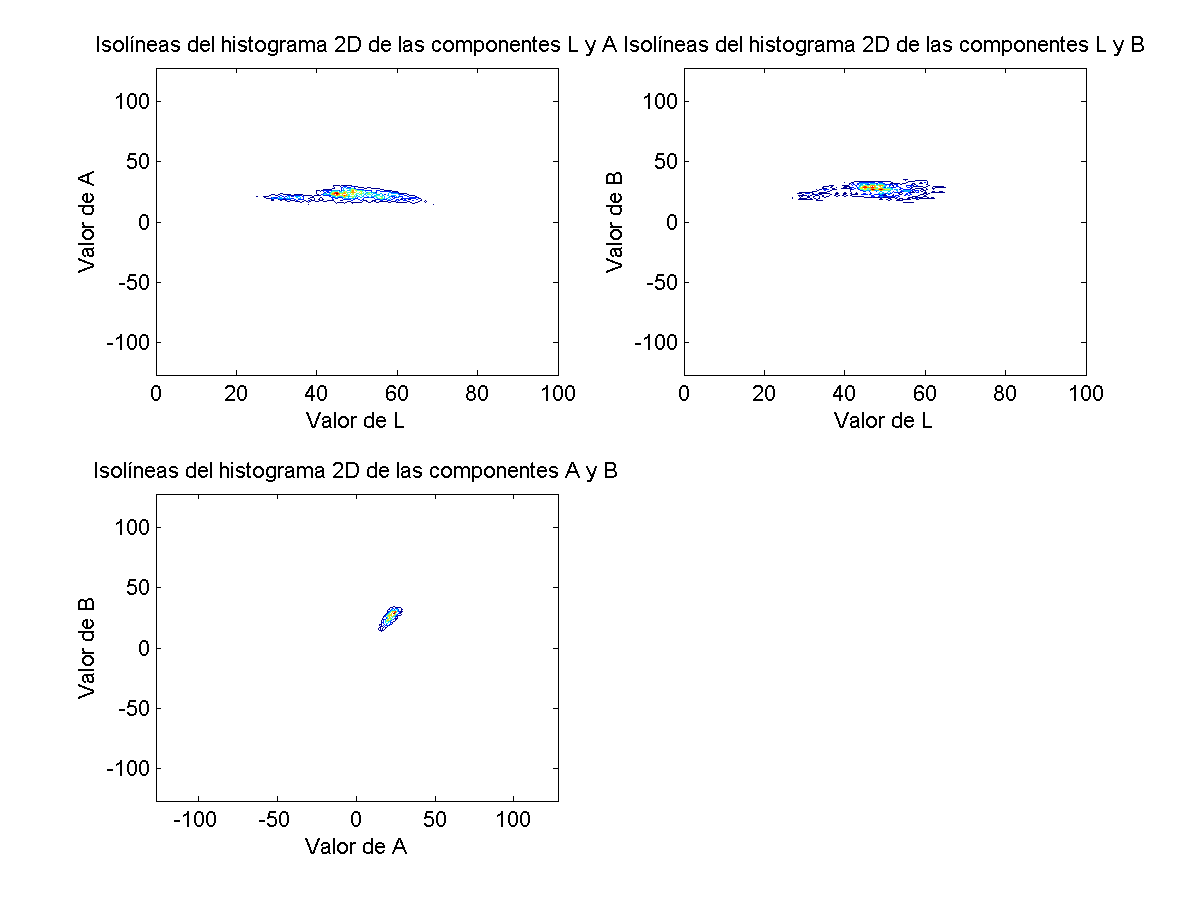 Isolíneas del histograma 2D de las componentes L y A
100
50
0
-50
-100
Valor de A
0 20 40 60 80 100
Valor de L
Isolíneas del histograma 2D de las componentes L y B
100
50
0
-50
-100
Valor de B
0 20 40 60 80 100
Valor de L
Isolíneas del histograma 2D de las componentes A y B
100
50
0
-50
-100
Valor de B
-100 -50 0 50 100
Valor de A